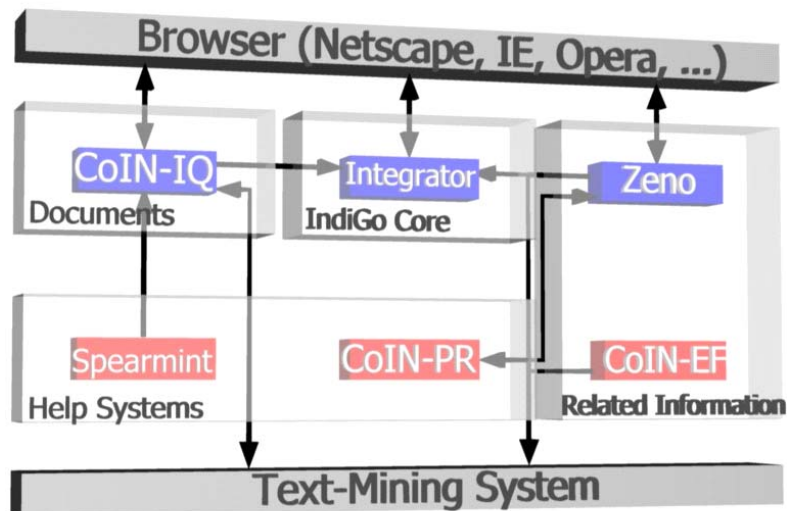 Browser (Netscape, IE, Opera, ...)
CoIN-IQ
Integrator
Zeno
Documents
IndiGo Core
Spearmint
CoIN-PR
CoIN-EF
Help Systems
Related Information
Text-Mining System